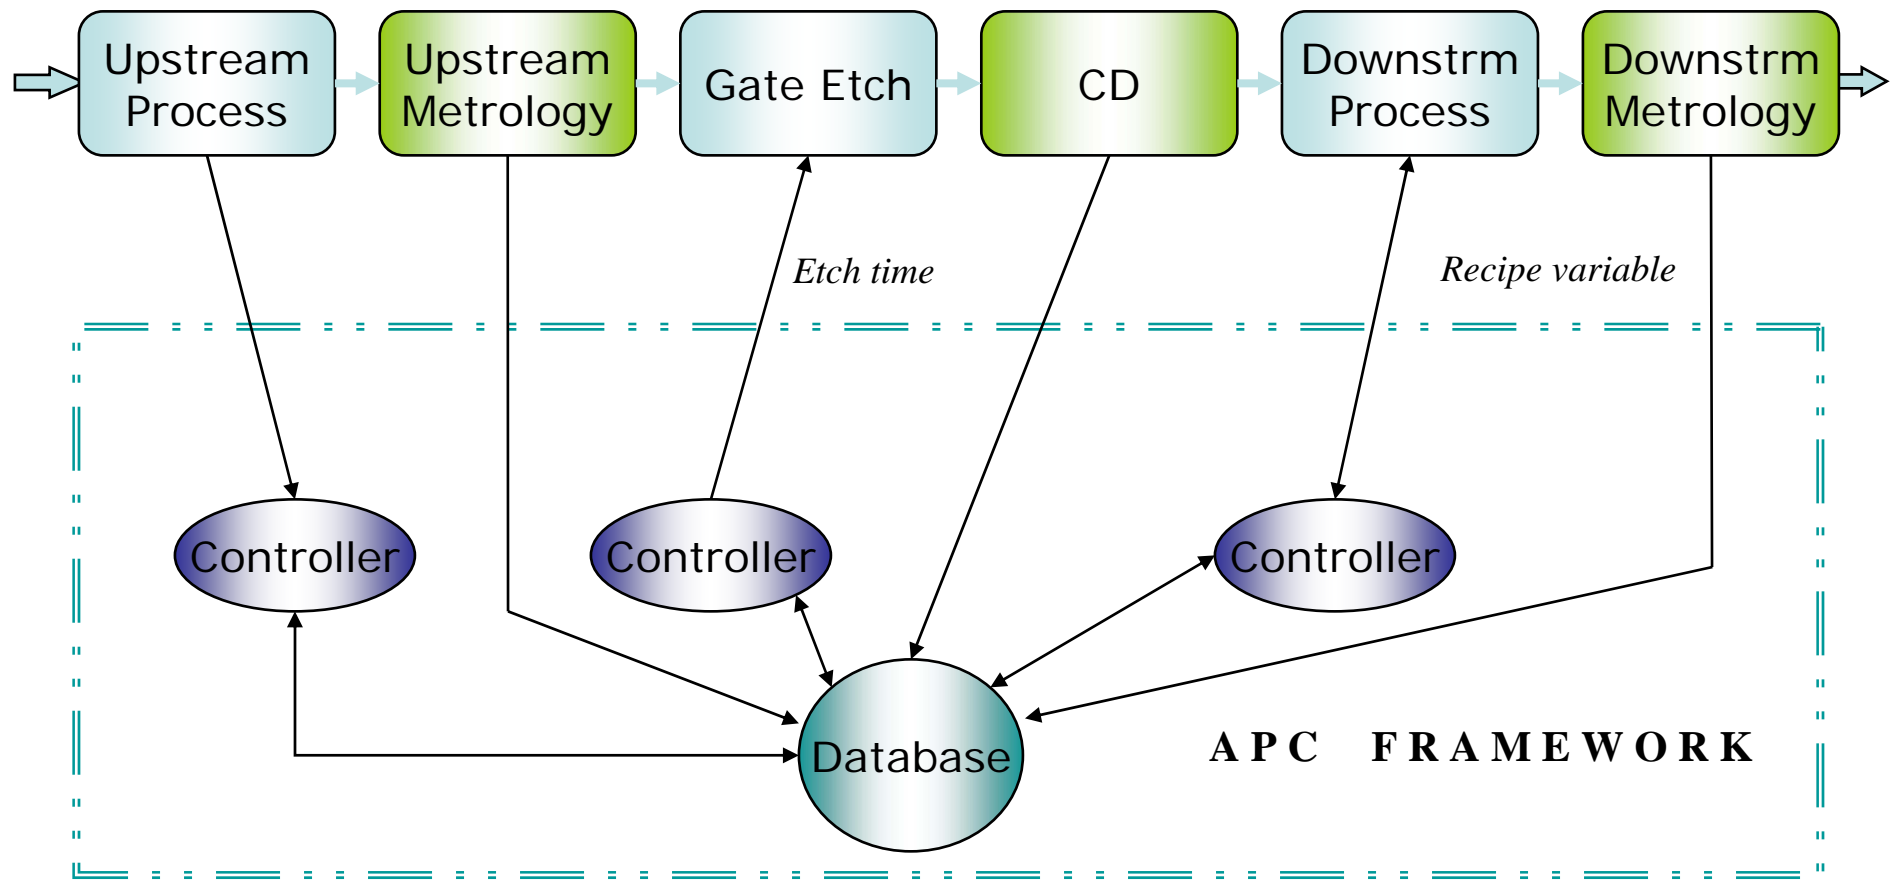 Upstream
Process
Upstream
Metrology
Gate Etch
CD
Downstrm
Process
Downstrm
Metrology
Etch time
Recipe variable
Controller
Controller
Controller
Database
APC FRAMEWORK